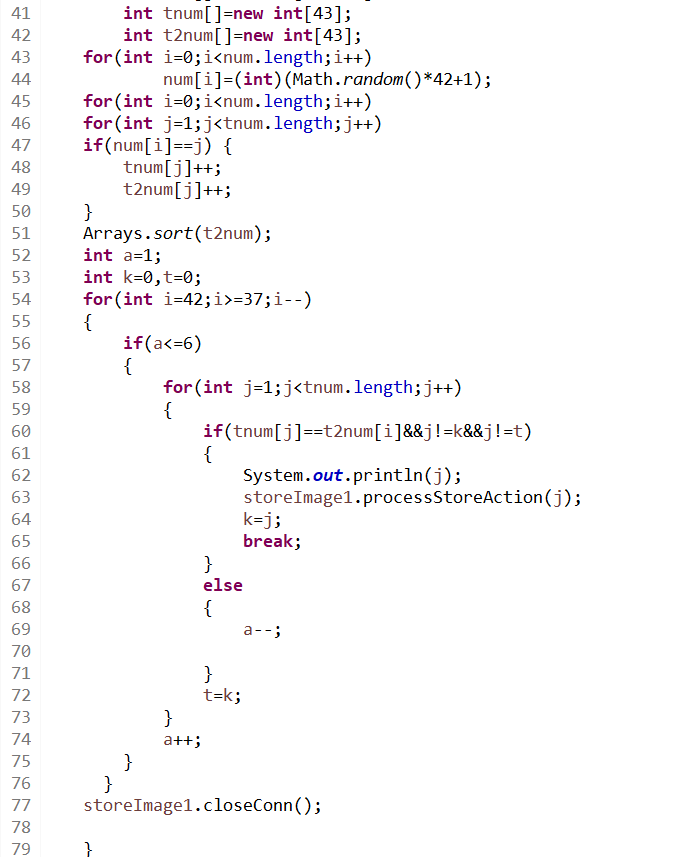 41 int tnum[]=new int[43];
42 int t2num[]=new int[43];
43 for(int i=0;i<num.length;i++)
44 num[i]=(int)(Math.random()*42+1);
45 for(int i=0;i<num.length;i++)
46 for(int j=1;j<tnum.length;j++)
47 if(num[i]==j) {
48 tnum[j]++;
49 t2num[j]++;
50 }
51 Arrays.sort(t2num);
52 int a=1;
53 int k=0,t=0;
54 for(int i=42;i>=37;i--)
55 {
56 if(a<=6)
57 {
58 for(int j=1;j<tnum.length;j++)
59 {
60 if(tnum[j]==t2num[i]&&j!=k&&j!=t)
61 {
62 System.out.println(j);
63 storeImage1.processStoreAction(j);
64 k=j;
65 break;
66 }
67 else
68 {
69 a--;
70
71 }
72 t=k;
73 }
74 a++;
75 }
76 }
77 storeImage1.closeConn();
78
79 }